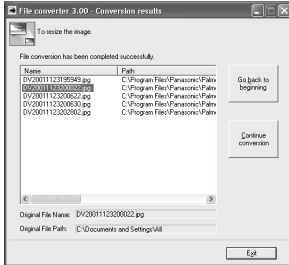 File converter 3.00 - Conversion results
To resize the image.
File conversion has been completed successfully.
Name Path
DV20011123195949.jpg C:\Program Files\Panasonic\Palm
DV20011123200022.jpg C:\Program Files\Panasonic\Palm
DV20011123200622.jpg C:\Program Files\Panasonic\Palm
DV20011123200630.jpg C:\Program Files\Panasonic\Palm
DV20011123202802.jpg C:\Program Files\Panasonic\Palm
Go back to
beginning
Continue
conversion
Original File Name: DV20011123200022.jpg
Original File Path: C:\Documents and Settings\All
Exit